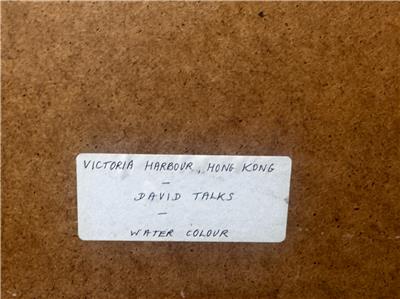 VICTORIA HARBOUR, HONG KONG
–
DAVID TALKS
–
WATER COLOUR